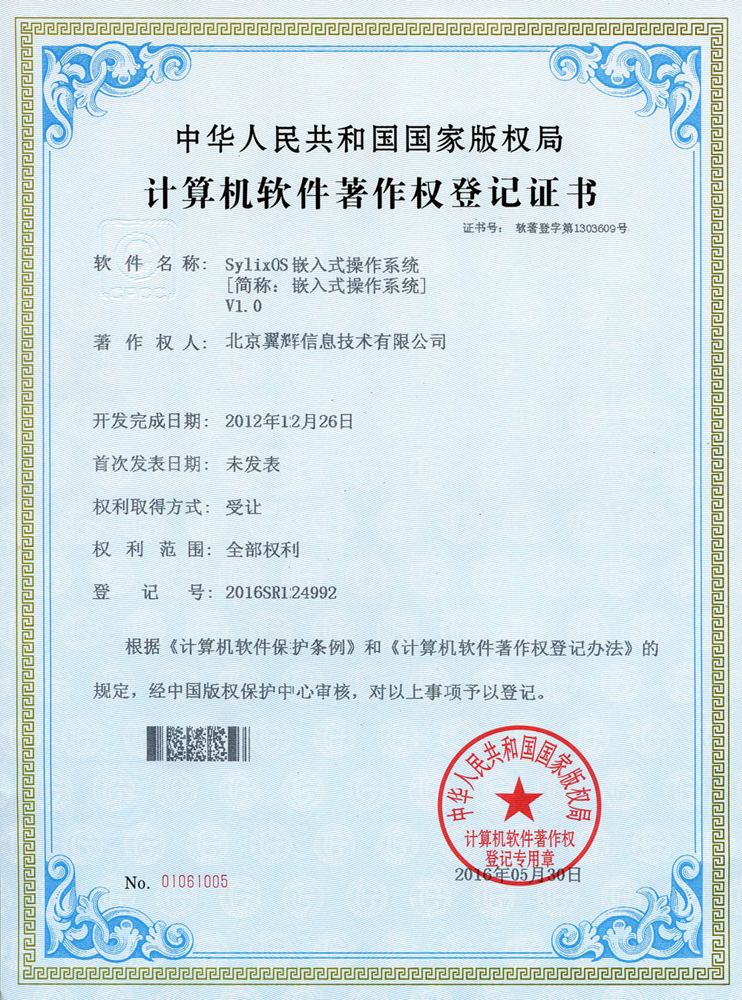 中华人民共和国国家版权局
计算机软件著作权登记证书
证书号： 软著登字第1303609号
软件名称： SylixOS嵌入式操作系统
[简称：嵌入式操作系统]
V1.0
著作权人： 北京翼辉信息技术有限公司
开发完成日期： 2012年12月26日
首次发表日期： 未发表
权利取得方式： 受让
权利范围： 全部权利
登记号： 2016SR124992
根据《计算机软件保护条例》和《计算机软件著作权登记办法》的
规定，经中国版权保护中心审核，对以上事项予以登记。
中华人民共和国国家版权局
计算机软件著作权
登记专用章
2016年05月30日
No. 01061005